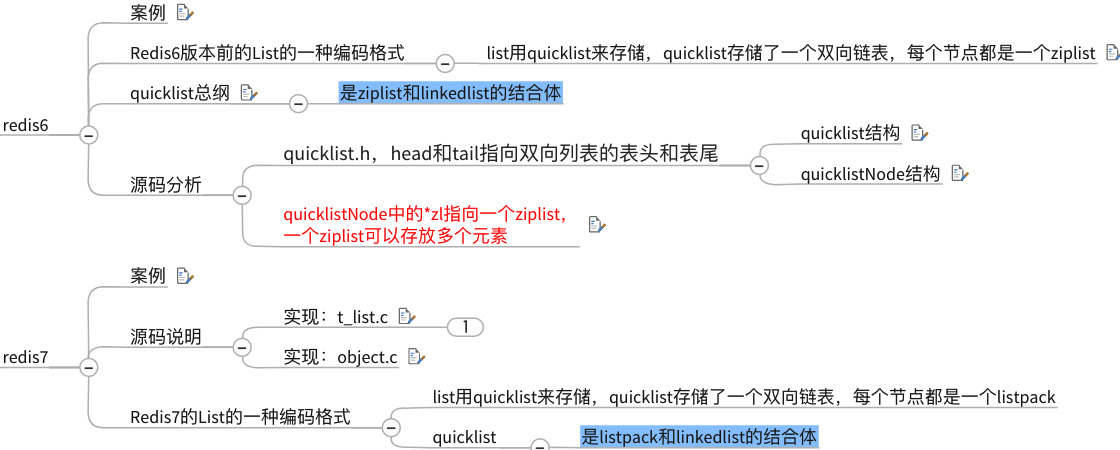 案例
Redis6版本前的List的一种编码格式
list用quicklist来存储，quicklist存储了一个双向链表，每个节点都是一个ziplist
quicklist总纲
是ziplist和linkedlist的结合体
redis6
源码分析
quicklist.h，head和tail指向双向列表的表头和表尾
quicklist结构
quicklistNode结构
quicklistNode中的*zl指向一个ziplist，
一个ziplist可以存放多个元素
案例
源码说明
实现：t_list.c
1
实现：object.c
redis7
Redis7的List的一种编码格式
list用quicklist来存储，quicklist存储了一个双向链表，每个节点都是一个listpack
quicklist
是listpack和linkedlist的结合体